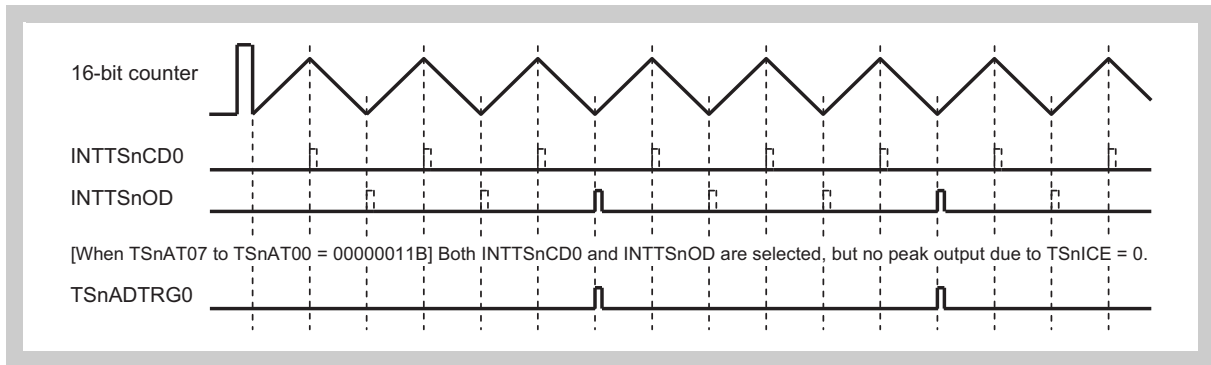 16-bit counter
INTTSnCD0
INTTSnOD
[When TSnAT07 to TSnAT00 = 00000011B] Both INTTSnCD0 and INTTSnOD are selected, but no peak output due to TSnICE = 0.
TSnADTRG0